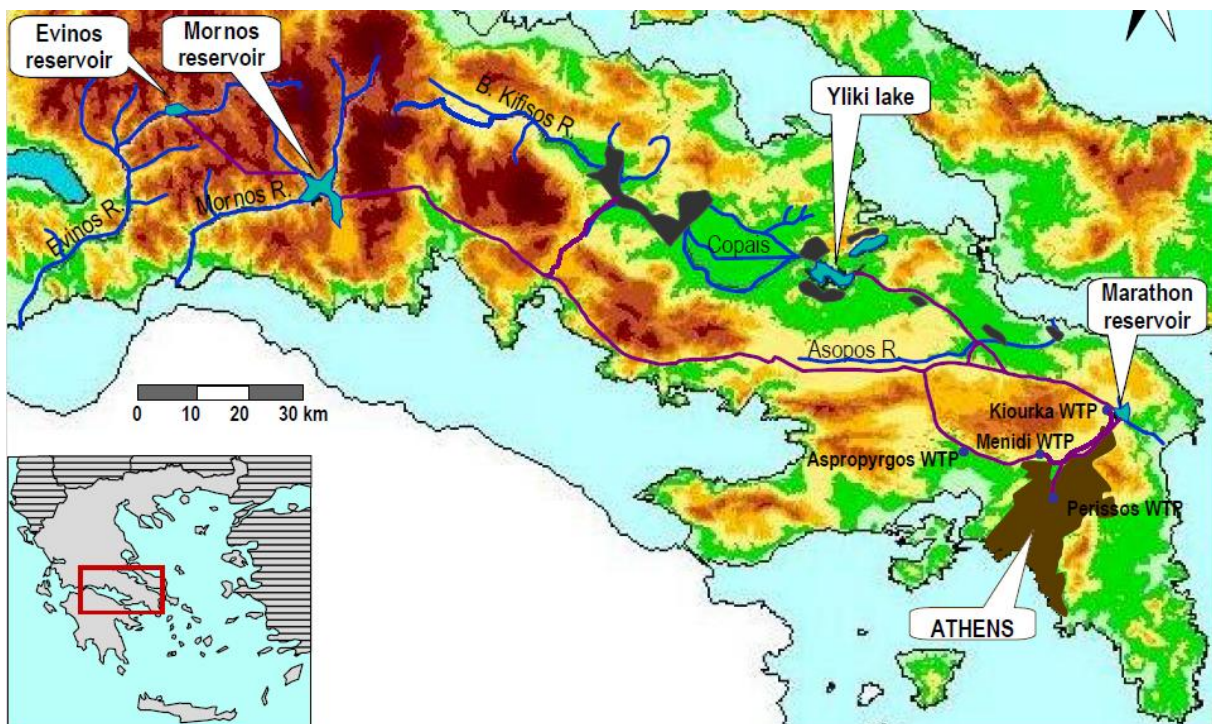 Evinos
reservoir
Mornos
reservoir
B. Kifisos R.
Yliki lake
Evinos R.
Mornos R.
Copais
Marathon
reservoir
Asopos R.
0 10 20 30 km
Kiourka WTP
Menidi WTP
Aspropyrgos WTP
Perissos WTP
ATHENS